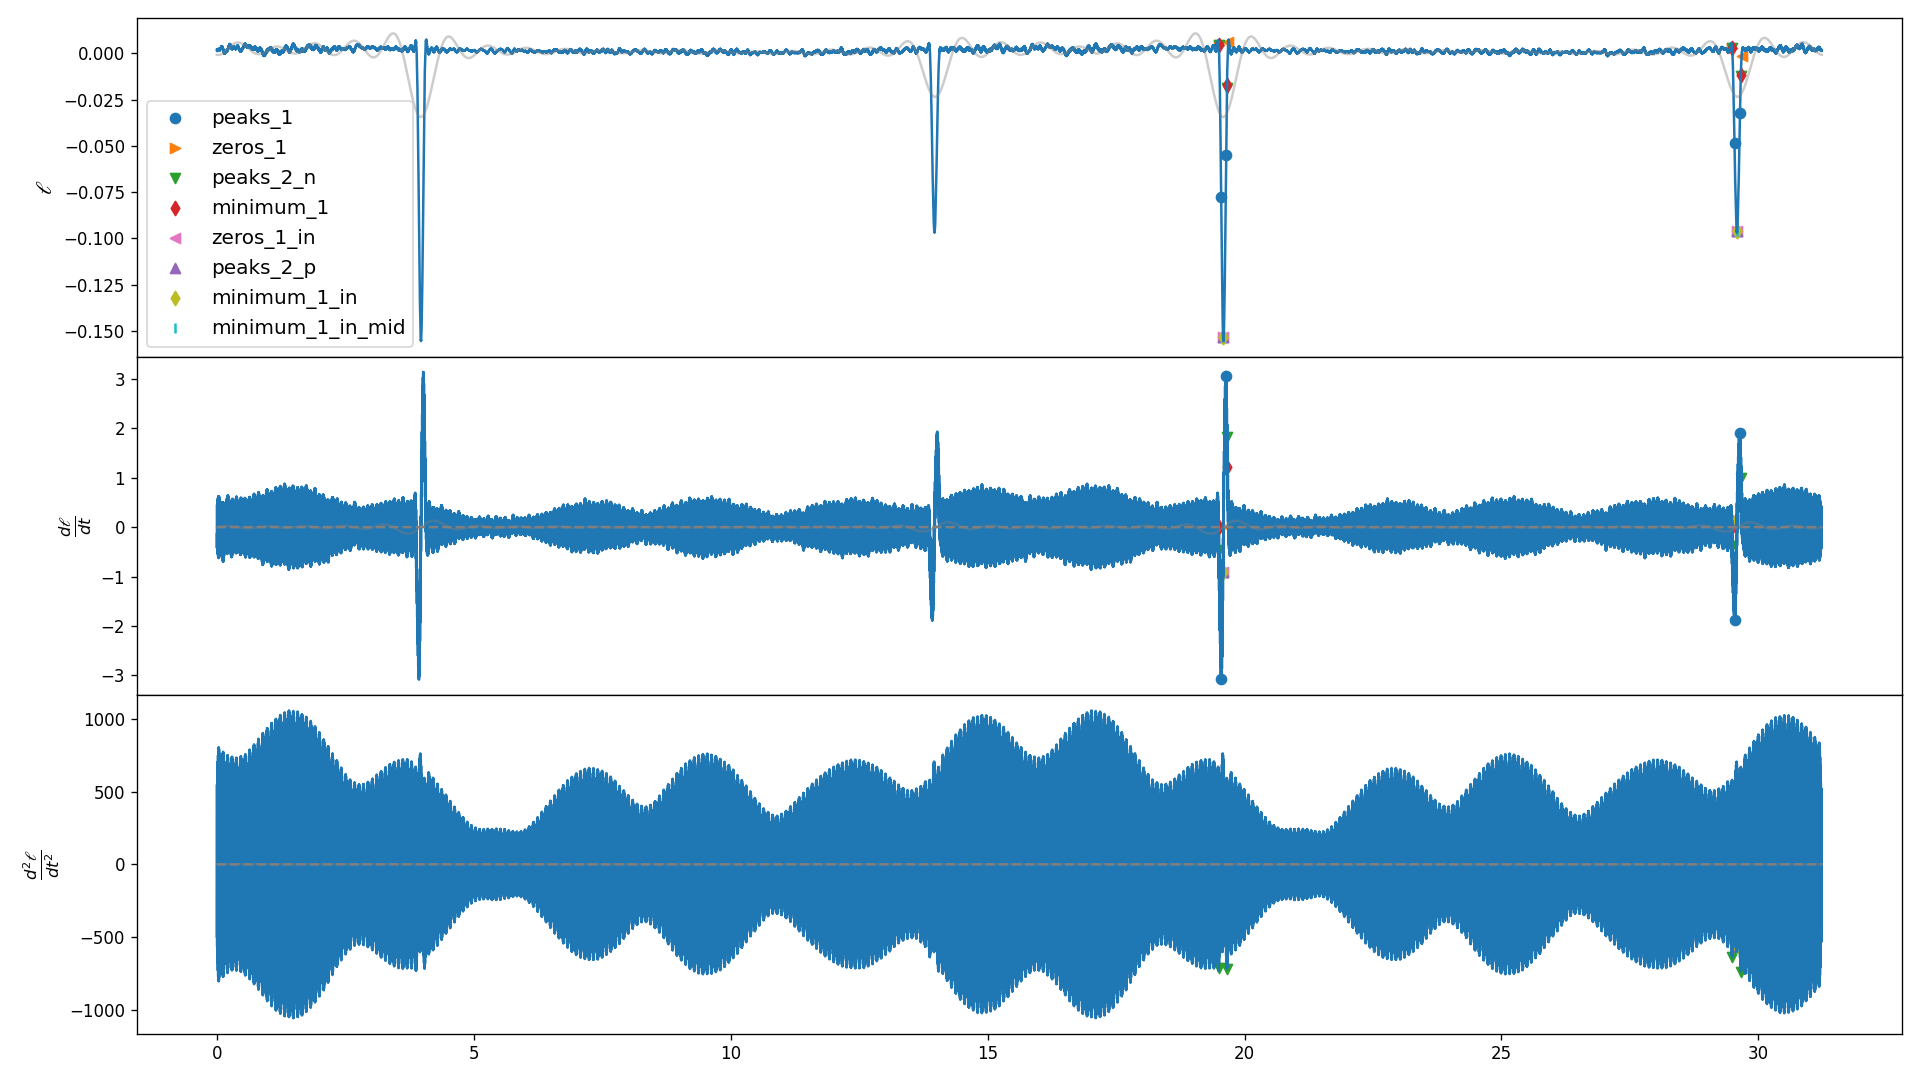 0.000
−0.025
−0.050
−0.075
−0.100
−0.125
−0.150
ℓ
peaks_1
zeros_1
peaks_2_n
minimum_1
zeros_1_in
peaks_2_p
minimum_1_in
minimum_1_in_mid
3
2
1
0
−1
−2
−3
dℓ
dt
1000
500
0
−500
−1000
d²ℓ
dt²
0 5 10 15 20 25 30